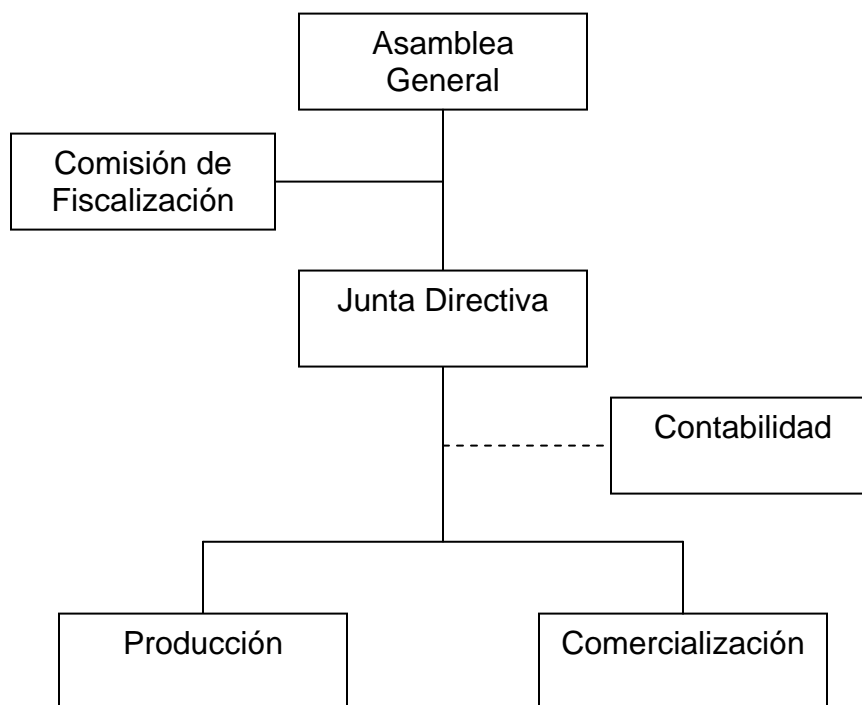 Asamblea
General
Comisión de
Fiscalización
Junta Directiva
Contabilidad
Producción
Comercialización